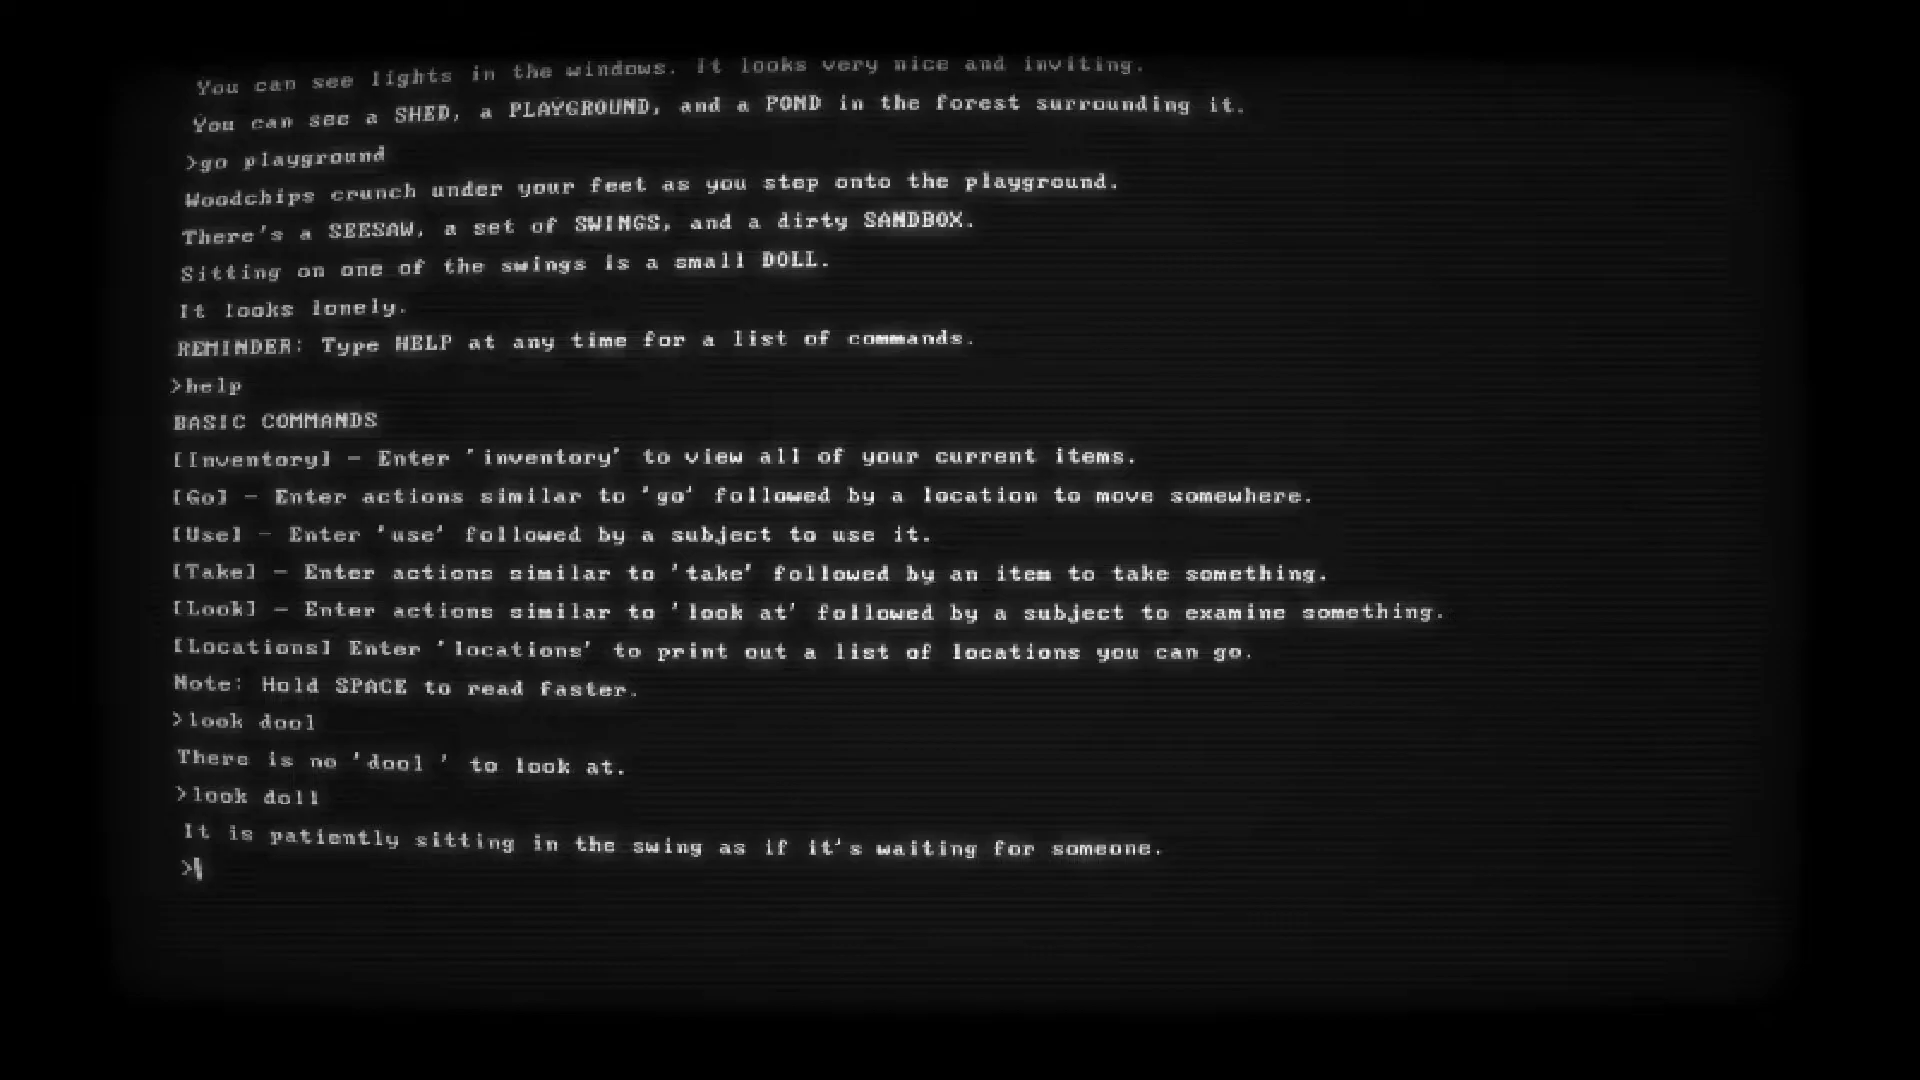 You can see lights in the windows. It looks very nice and inviting.
You can see a SHED, a PLAYGROUND, and a POND in the forest surrounding it.
>go playground
Woodchips crunch under your feet as you step onto the playground.
There's a SEESAW, a set of SWINGS, and a dirty SANDBOX.
Sitting on one of the swings is a small DOLL.
It looks lonely.
REMINDER: Type HELP at any time for a list of commands.
>help
BASIC COMMANDS
[Inventory] - Enter 'inventory' to view all of your current items.
[Go] - Enter actions similar to 'go' followed by a location to move somewhere.
[Use] - Enter 'use' followed by a subject to use it.
[Take] - Enter actions similar to 'take' followed by an item to take something.
[Look] - Enter actions similar to 'look at' followed by a subject to examine something.
[Locations] Enter 'locations' to print out a list of locations you can go.
Note: Hold SPACE to read faster.
>look dool
There is no 'dool ' to look at.
>look doll
It is patiently sitting in the swing as if it's waiting for someone.
>